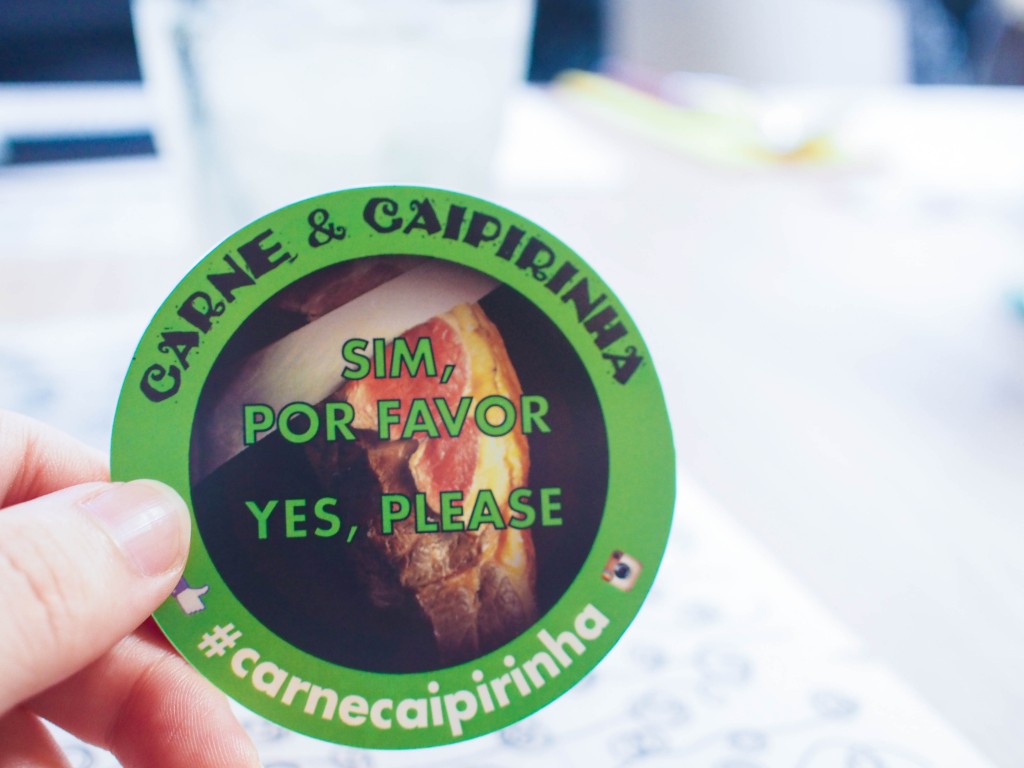 CARNE & CAIPIRINHA
SIM,
POR FAVOR
YES, PLEASE
#carnecaipirinha